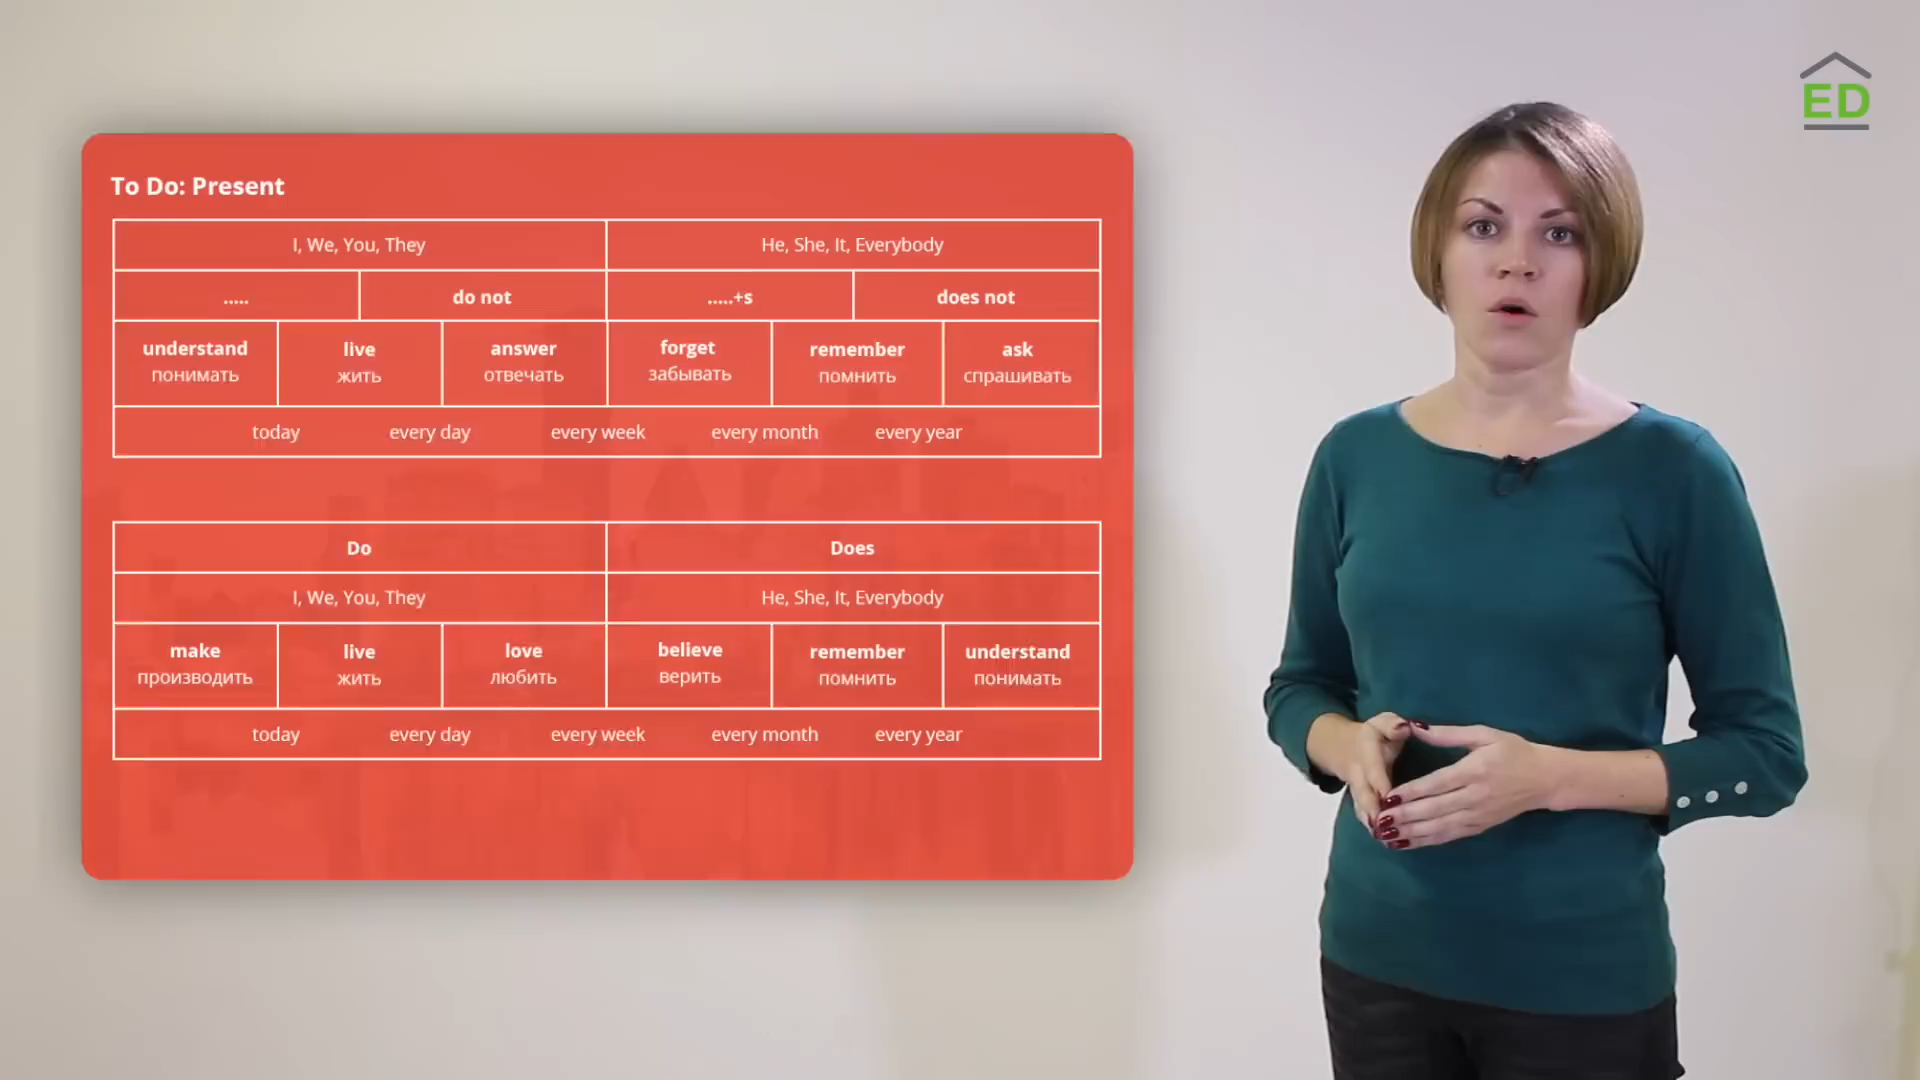 ED
To Do: Present
I, We, You, They He, She, It, Everybody
..... do not .....+s does not
understand live answer forget remember ask
понимать жить отвечать забывать помнить спрашивать
today every day every week every month every year
Do Does
I, We, You, They He, She, It, Everybody
make live love believe remember understand
производить жить любить верить помнить понимать
today every day every week every month every year